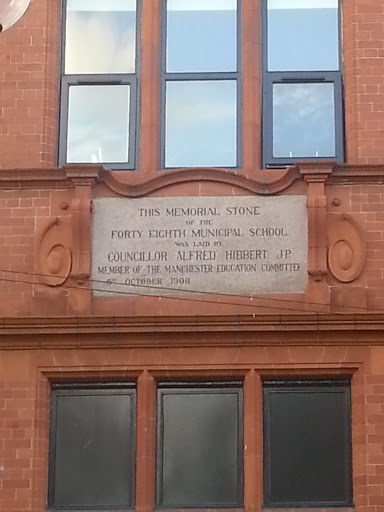 THIS MEMORIAL STONE
OF THE
FORTY EIGHTH MUNICIPAL SCHOOL
WAS LAID BY
COUNCILLOR ALFRED HIBBERT J.P.
MEMBER OF THE MANCHESTER EDUCATION COMMITTEE
OCTOBER